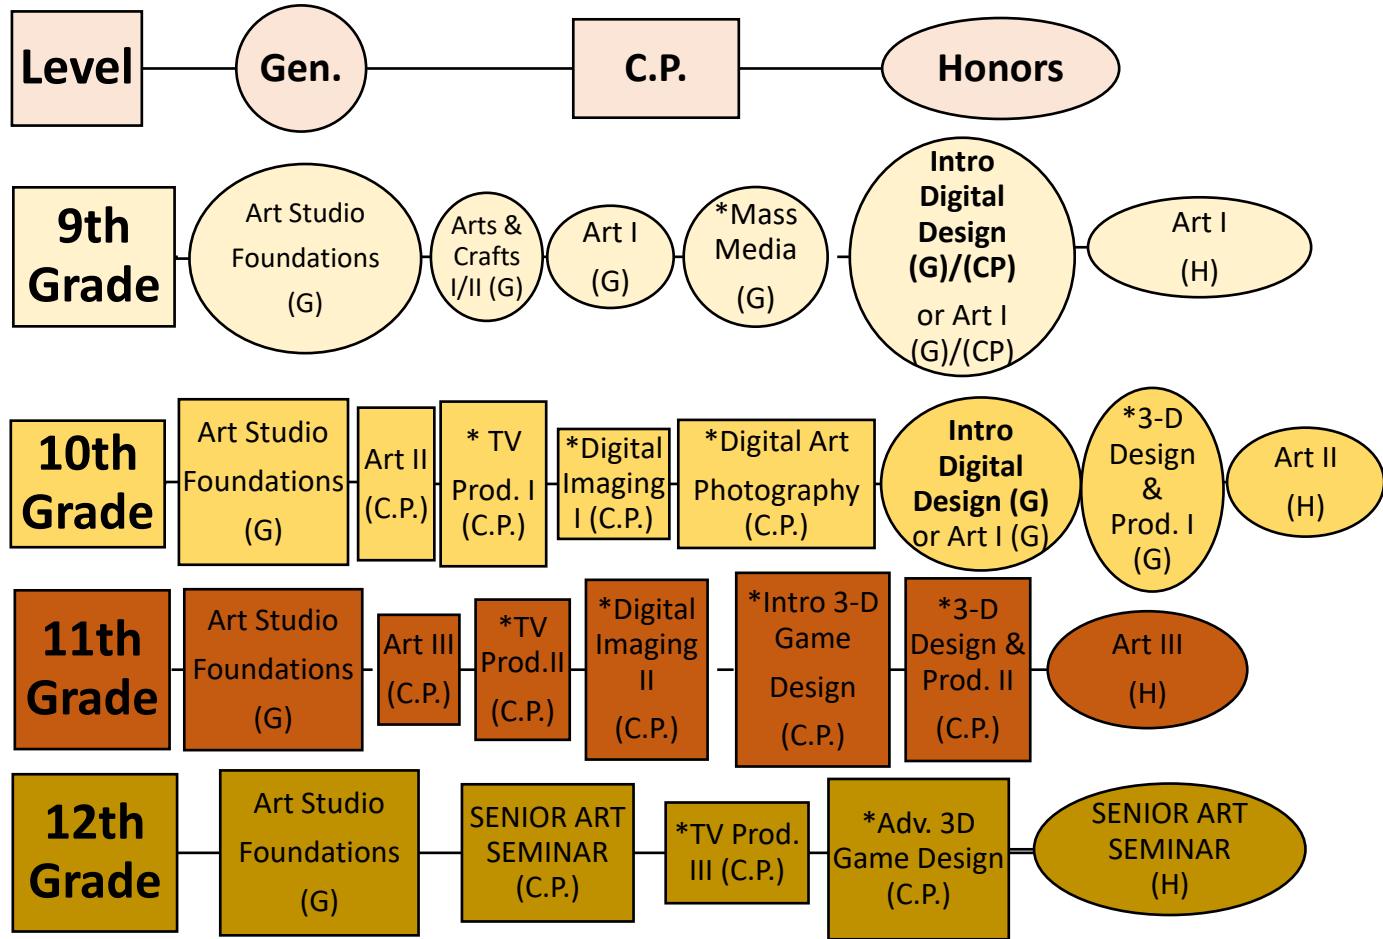 Level
Gen.
C.P.
Honors
9th
Grade
Art Studio
Foundations
(G)
Arts &
Crafts
I/II (G)
Art I
(G)
*Mass
Media
(G)
Intro
Digital
Design
(G)/(CP)
or Art I
(G)/(CP)
Art I
(H)
10th
Grade
Art Studio
Foundations
(G)
Art II
(C.P.)
* TV
Prod. I
(C.P.)
*Digital
Imaging
I (C.P.)
*Digital Art
Photography
(C.P.)
Intro
Digital
Design (G)
or Art I (G)
*3-D
Design
&
Prod. I
(G)
Art II
(H)
11th
Grade
Art Studio
Foundations
(G)
Art III
(C.P.)
*TV
Prod.II
(C.P.)
*Digital
Imaging
II
(C.P.)
*Intro 3-D
Game
Design
(C.P.)
*3-D
Design &
Prod. II
(C.P.)
Art III
(H)
12th
Grade
Art Studio
Foundations
(G)
SENIOR ART
SEMINAR
(C.P.)
*TV Prod.
III (C.P.)
*Adv. 3D
Game Design
(C.P.)
SENIOR ART
SEMINAR
(H)